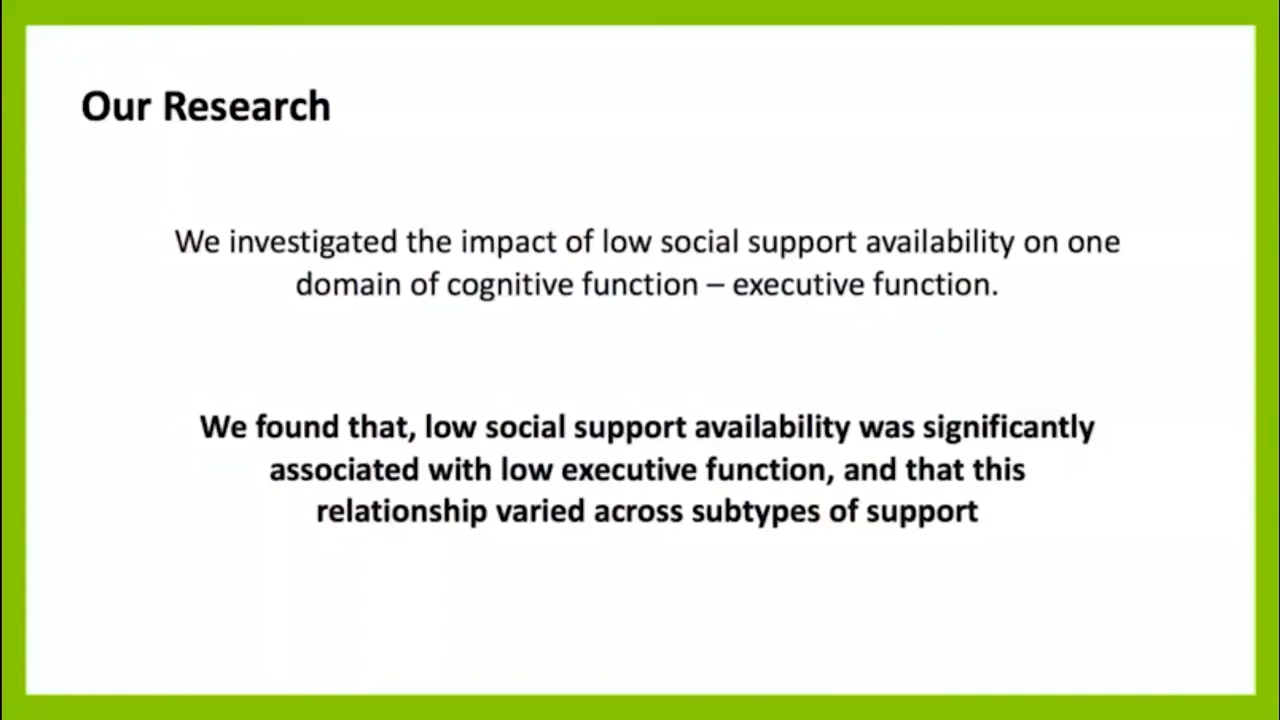 Our Research
We investigated the impact of low social support availability on one
domain of cognitive function – executive function.
We found that, low social support availability was significantly
associated with low executive function, and that this
relationship varied across subtypes of support